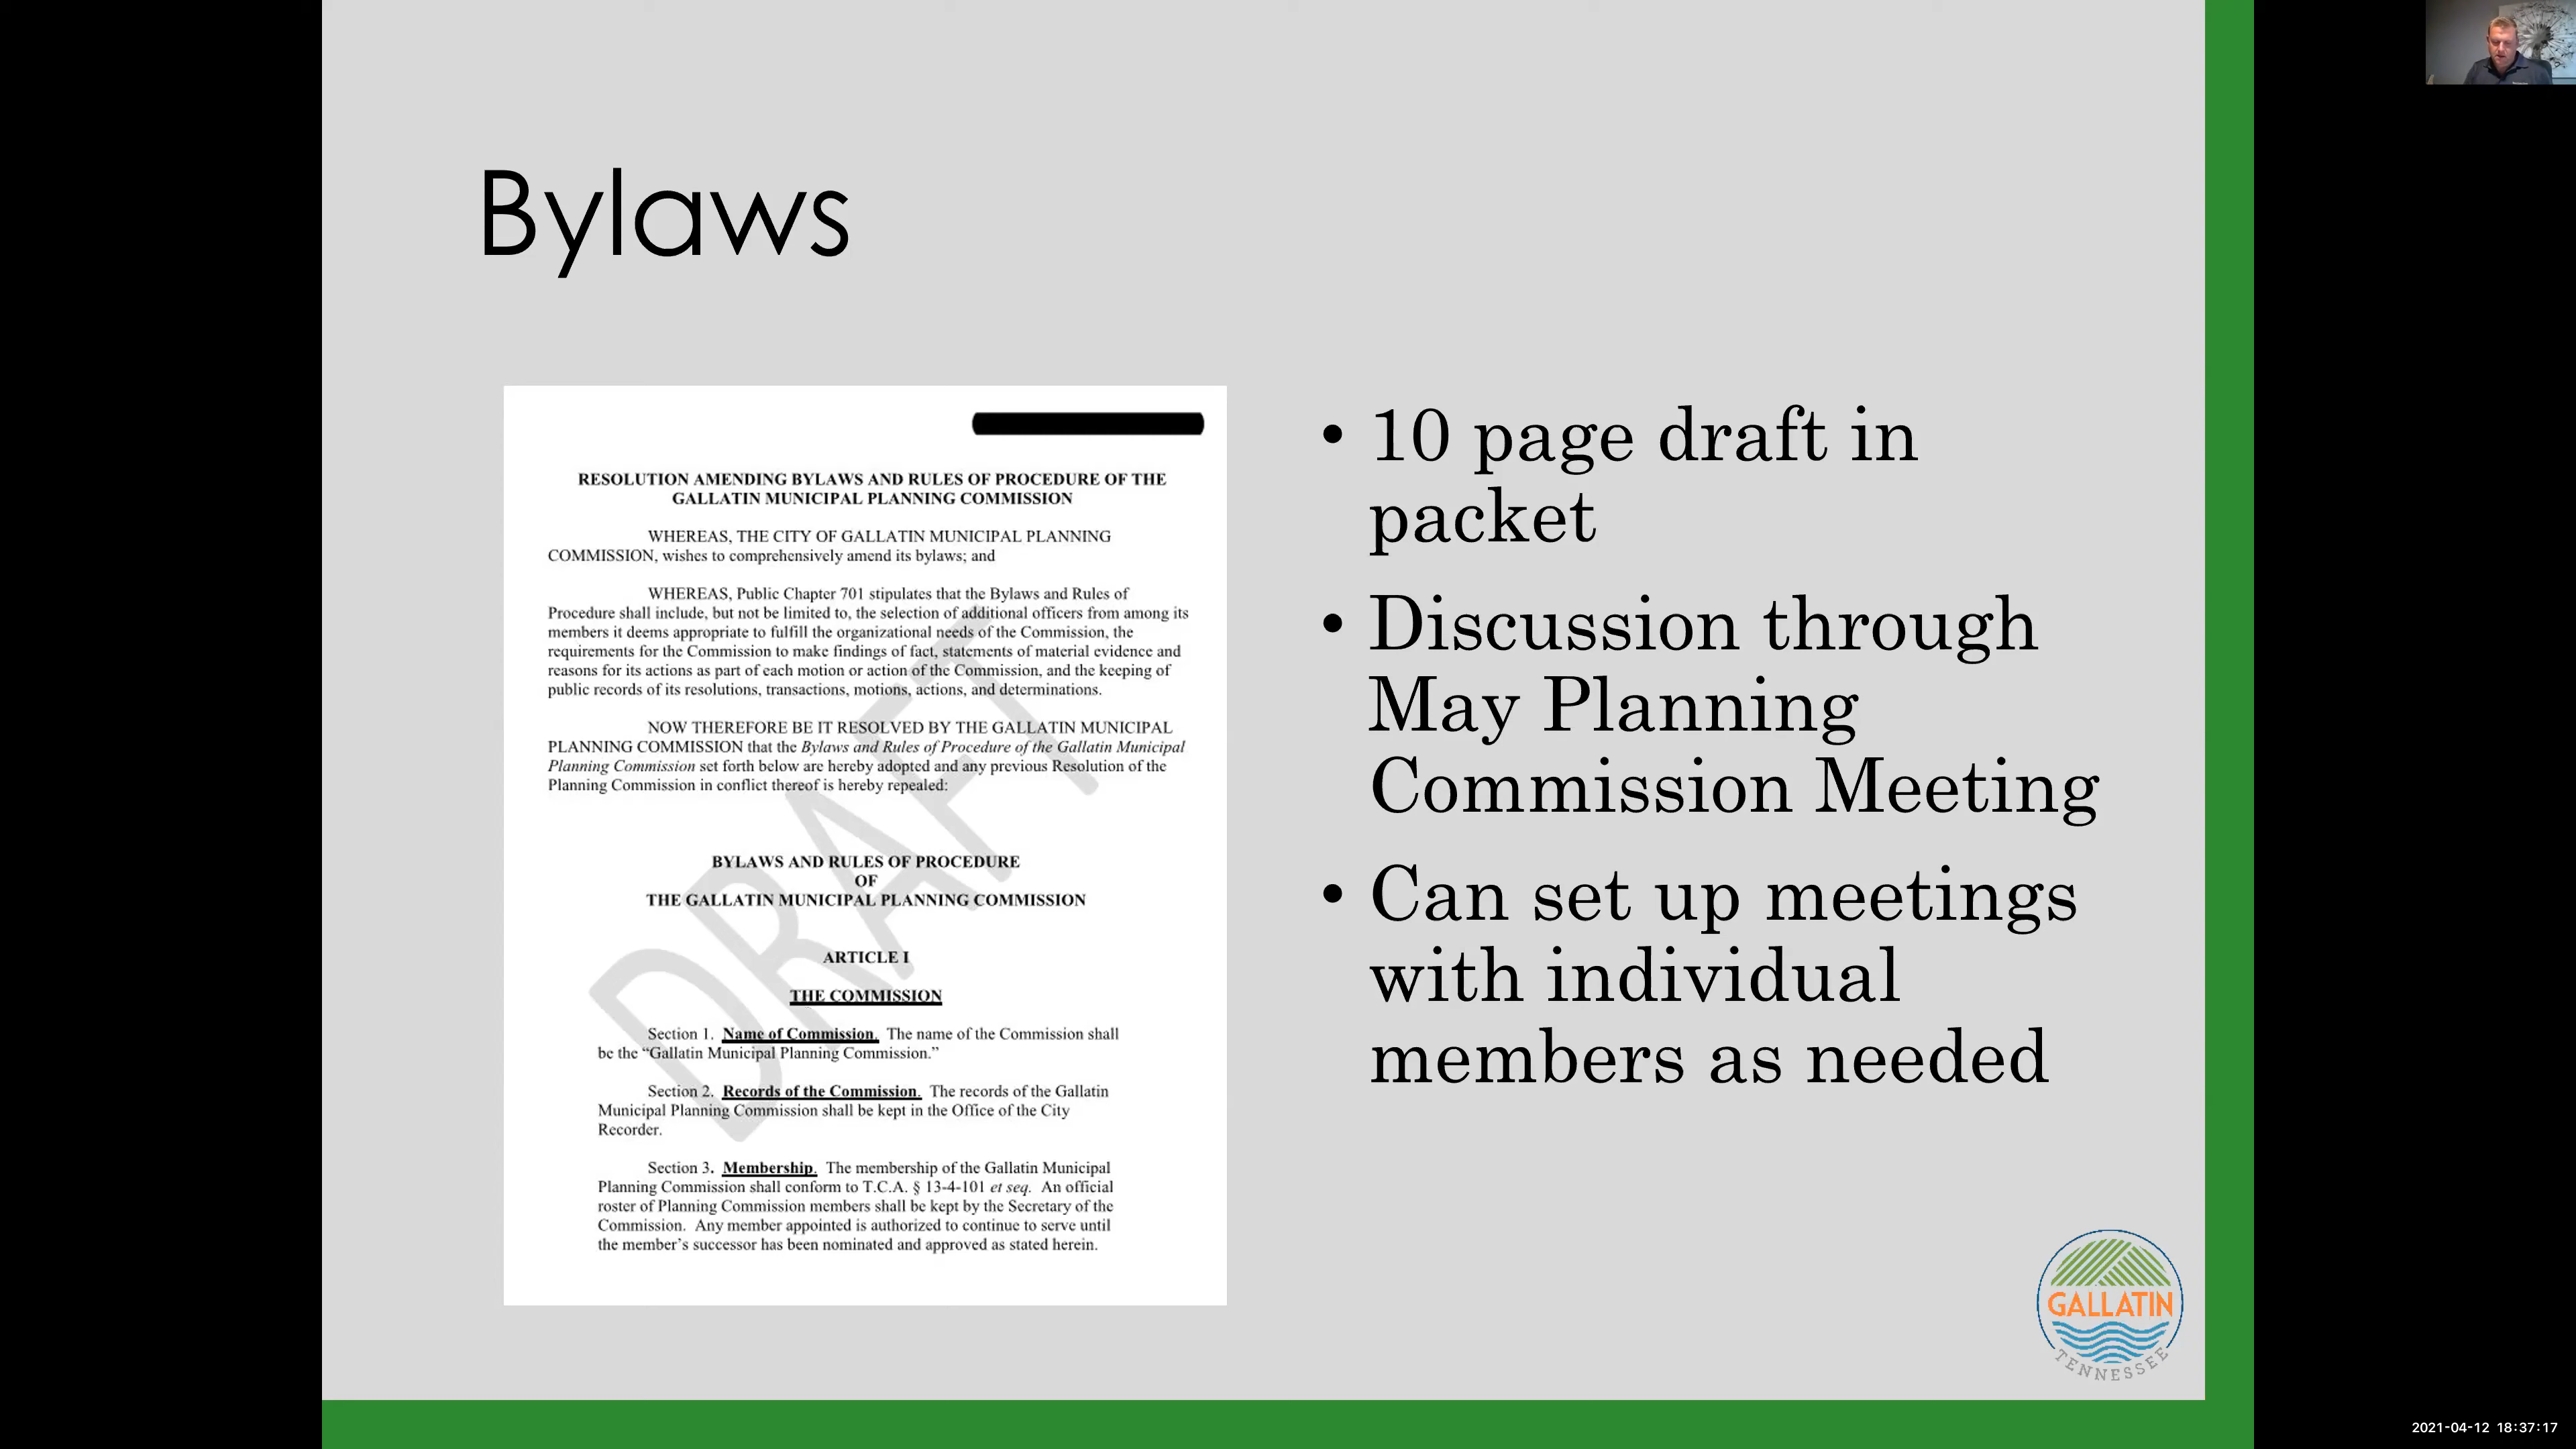 Bylaws
RESOLUTION AMENDING BYLAWS AND RULES OF PROCEDURE OF THE
GALLATIN MUNICIPAL PLANNING COMMISSION
WHEREAS, THE CITY OF GALLATIN MUNICIPAL PLANNING
COMMISSION, wishes to comprehensively amend its bylaws; and
WHEREAS, Public Chapter 701 stipulates that the Bylaws and Rules of
Procedure shall include, but not be limited to, the selection of additional officers from among its
members it deems appropriate to fulfill the organizational needs of the Commission, the
requirements for the Commission to make findings of fact, statements of material evidence and
reasons for its actions as part of each motion or action of the Commission, and the keeping of
public records of its resolutions, transactions, motions, actions, and determinations.
NOW THEREFORE BE IT RESOLVED BY THE GALLATIN MUNICIPAL
PLANNING COMMISSION that the Bylaws and Rules of Procedure of the Gallatin Municipal
Planning Commission set forth below are hereby adopted and any previous Resolution of the
Planning Commission in conflict thereof is hereby repealed:
BYLAWS AND RULES OF PROCEDURE
OF
THE GALLATIN MUNICIPAL PLANNING COMMISSION
ARTICLE I
THE COMMISSION
Section 1. Name of Commission. The name of the Commission shall
be the “Gallatin Municipal Planning Commission.”
Section 2. Records of the Commission. The records of the Gallatin
Municipal Planning Commission shall be kept in the Office of the City
Recorder.
Section 3. Membership. The membership of the Gallatin Municipal
Planning Commission shall conform to T.C.A. § 13-4-101 et seq. An official
roster of Planning Commission members shall be kept by the Secretary of the
Commission. Any member appointed is authorized to continue to serve until
the member’s successor has been nominated and approved as stated herein.
DRAFT
• 10 page draft in
packet
• Discussion through
May Planning
Commission Meeting
• Can set up meetings
with individual
members as needed
GALLATIN
TENNESSEE
2021-04-12 18:37:17